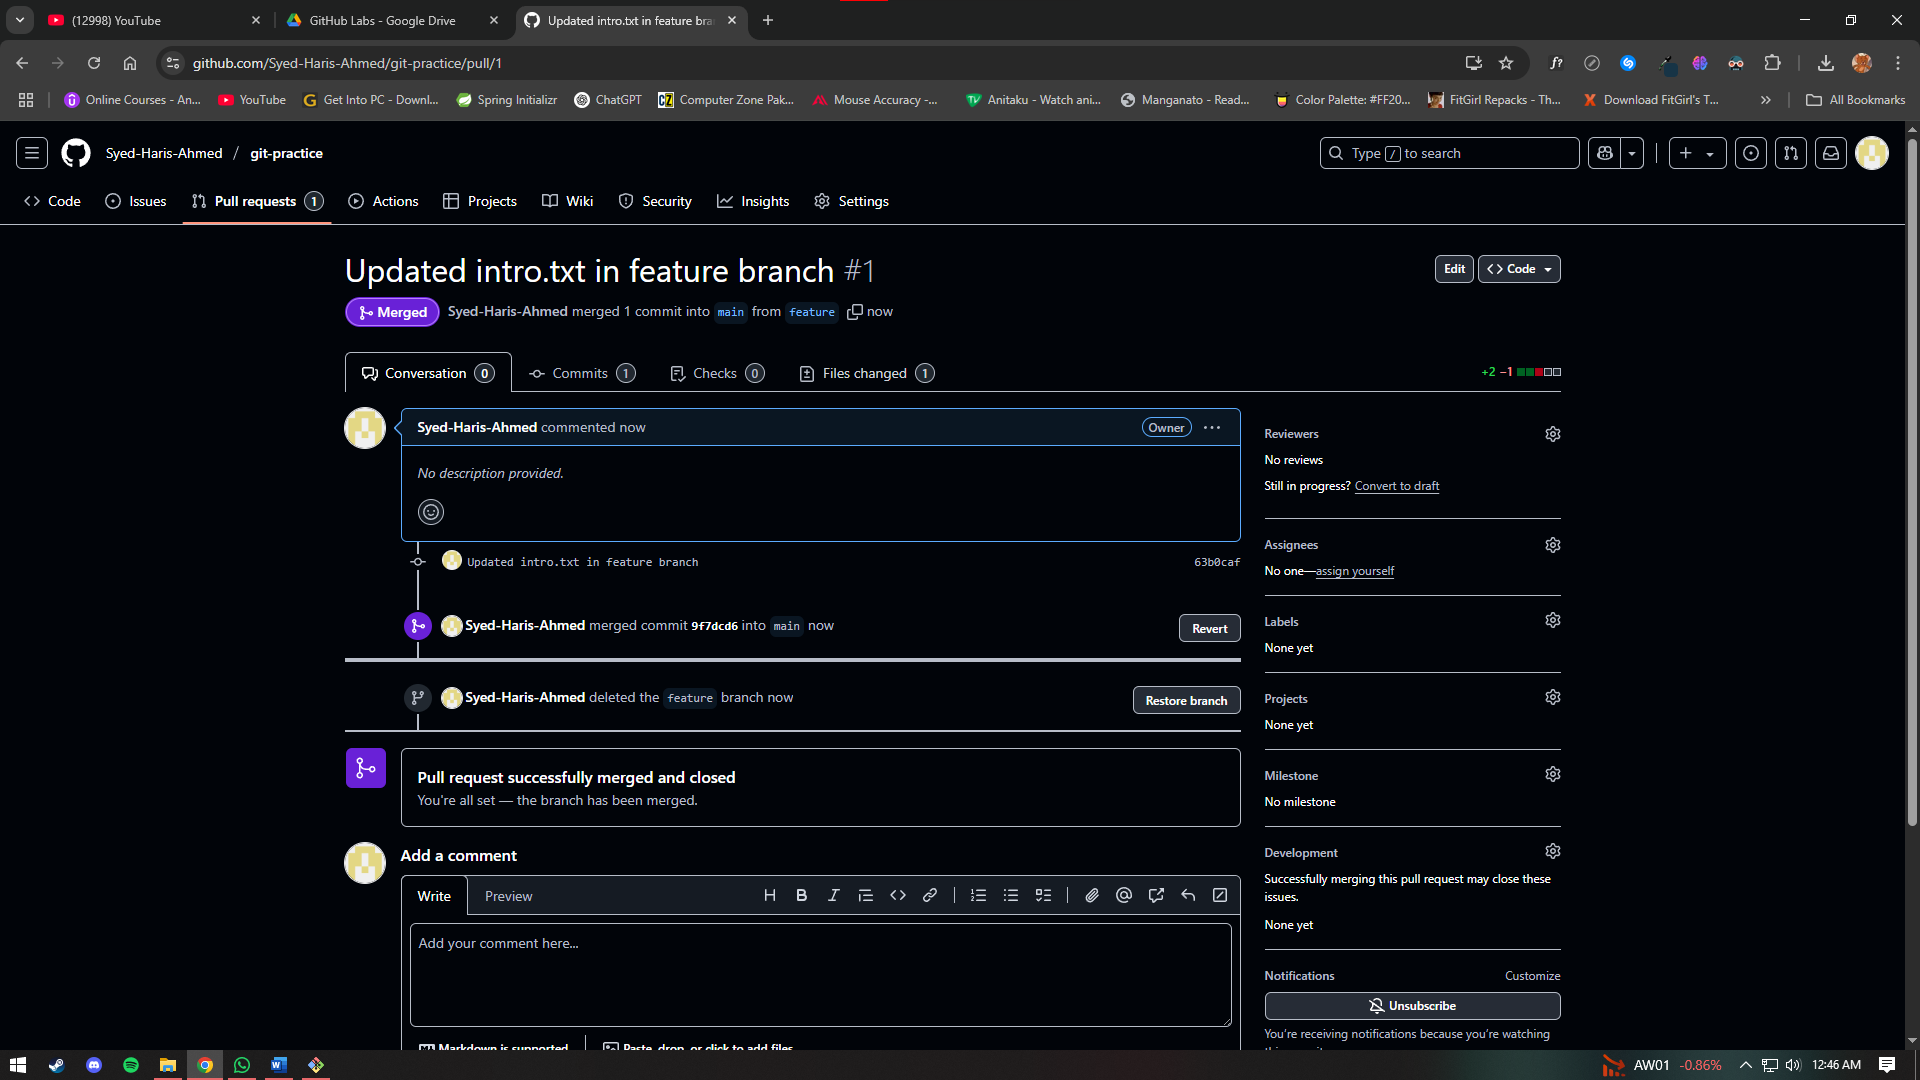 (12998) YouTube
GitHub Labs - Google Drive
Updated intro.txt in feature bra
github.com/Syed-Haris-Ahmed/git-practice/pull/1
Online Courses - An...
YouTube
Get Into PC - Downl...
Spring Initializr
ChatGPT
Computer Zone Pak...
Mouse Accuracy -...
Anitaku - Watch ani...
Manganato - Read...
Color Palette: #FF20...
FitGirl Repacks - Th...
Download FitGirl's T...
All Bookmarks
Syed-Haris-Ahmed / git-practice
Type / to search
Code
Issues
Pull requests 1
Actions
Projects
Wiki
Security
Insights
Settings
Updated intro.txt in feature branch #1
Edit
Code
Merged
Syed-Haris-Ahmed merged 1 commit into main from feature now
Conversation 0
Commits 1
Checks 0
Files changed 1
+2 −1
Syed-Haris-Ahmed commented now
Owner
No description provided.
Updated intro.txt in feature branch
63b0caf
Syed-Haris-Ahmed merged commit 9f7dcd6 into main now
Revert
Syed-Haris-Ahmed deleted the feature branch now
Restore branch
Pull request successfully merged and closed
You're all set — the branch has been merged.
Add a comment
Write
Preview
Add your comment here...
Markdown is supported
Paste, drop, or click to add files
Reviewers
No reviews
Still in progress? Convert to draft
Assignees
No one—assign yourself
Labels
None yet
Projects
None yet
Milestone
No milestone
Development
Successfully merging this pull request may close these
issues.
None yet
Notifications
Customize
Unsubscribe
You're receiving notifications because you're watching
AW01 -0.86%
12:46 AM